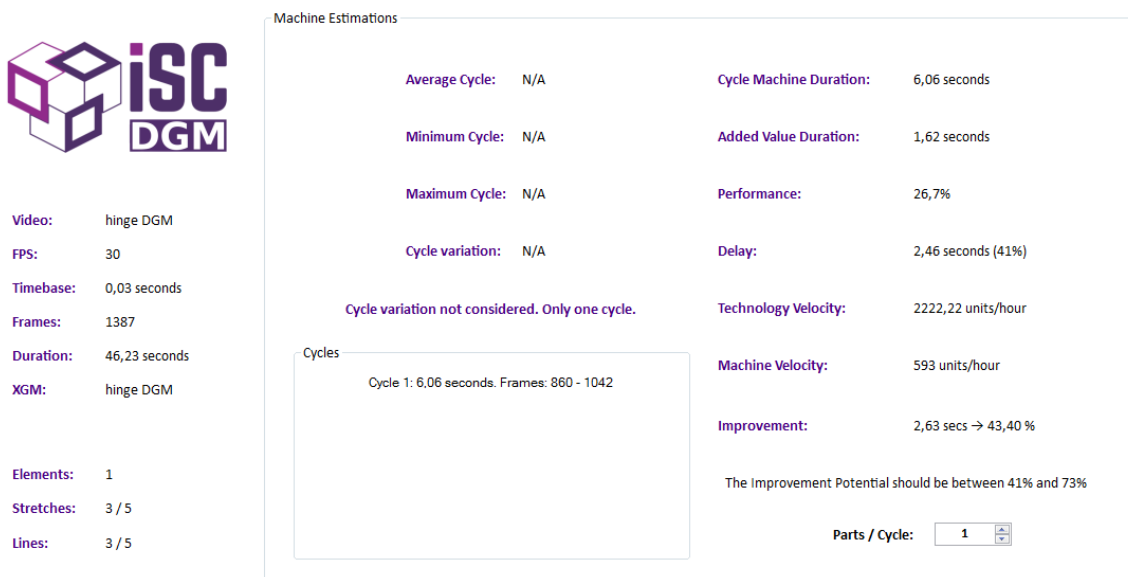 iSC
DGM
Video: hinge DGM
FPS: 30
Timebase: 0,03 seconds
Frames: 1387
Duration: 46,23 seconds
XGM: hinge DGM
Elements: 1
Stretches: 3 / 5
Lines: 3 / 5
Machine Estimations
Average Cycle: N/A
Minimum Cycle: N/A
Maximum Cycle: N/A
Cycle variation: N/A
Cycle variation not considered. Only one cycle.
Cycles
Cycle 1: 6,06 seconds. Frames: 860 - 1042
Cycle Machine Duration: 6,06 seconds
Added Value Duration: 1,62 seconds
Performance: 26,7%
Delay: 2,46 seconds (41%)
Technology Velocity: 2222,22 units/hour
Machine Velocity: 593 units/hour
Improvement: 2,63 secs → 43,40 %
The Improvement Potential should be between 41% and 73%
Parts / Cycle: 1